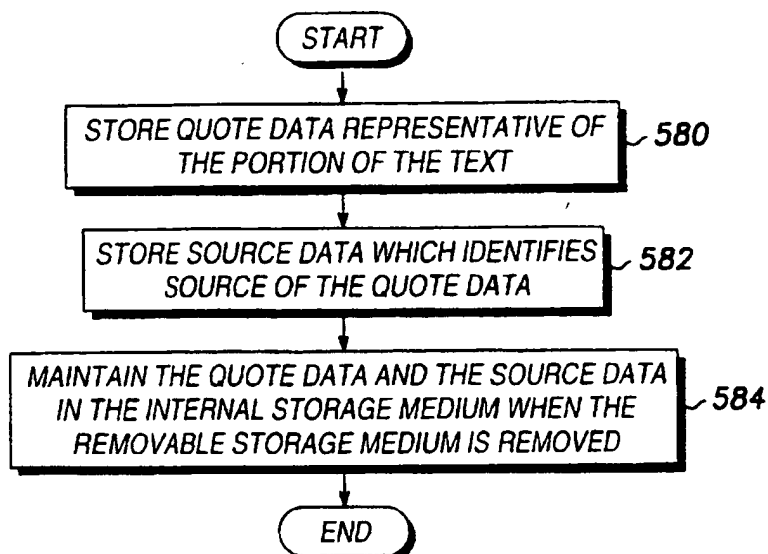 START
STORE QUOTE DATA REPRESENTATIVE OF
THE PORTION OF THE TEXT
580
STORE SOURCE DATA WHICH IDENTIFIES
SOURCE OF THE QUOTE DATA
582
MAINTAIN THE QUOTE DATA AND THE SOURCE DATA
IN THE INTERNAL STORAGE MEDIUM WHEN THE
REMOVABLE STORAGE MEDIUM IS REMOVED
584
END